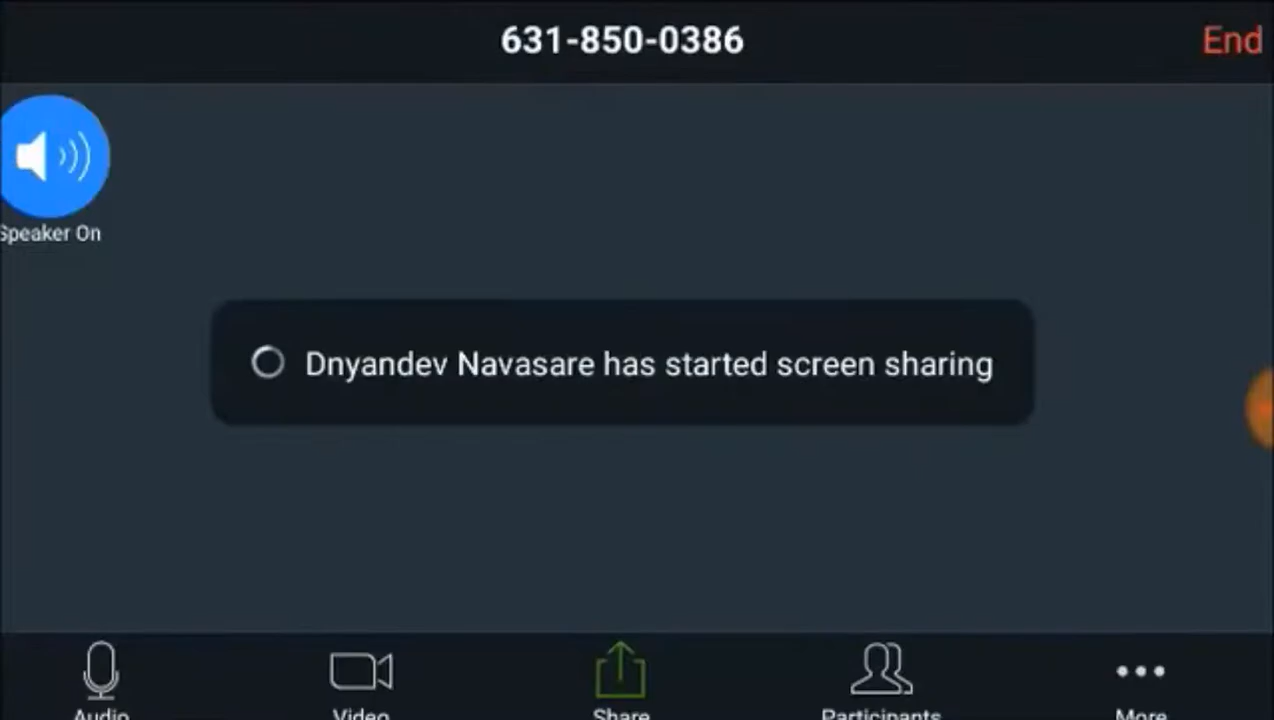 631-850-0386
End
Speaker On
Dnyandev Navasare has started screen sharing
Audio
Video
Share
Participants
More